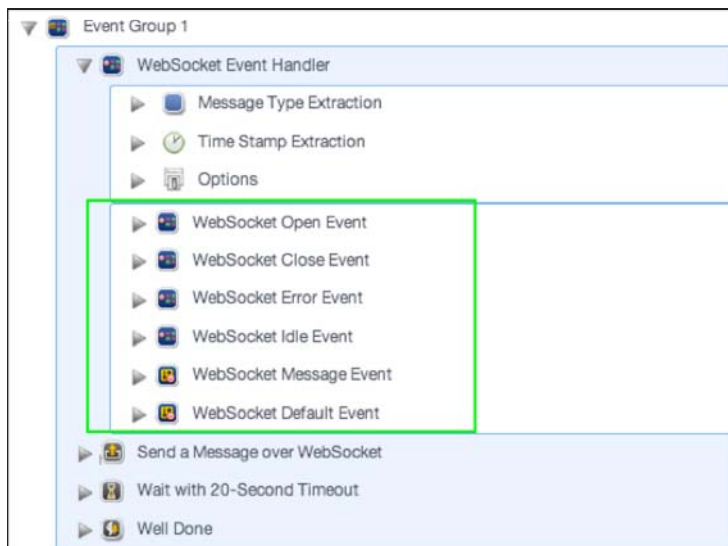 Event Group 1
WebSocket Event Handler
Message Type Extraction
Time Stamp Extraction
Options
WebSocket Open Event
WebSocket Close Event
WebSocket Error Event
WebSocket Idle Event
WebSocket Message Event
WebSocket Default Event
Send a Message over WebSocket
Wait with 20-Second Timeout
Well Done